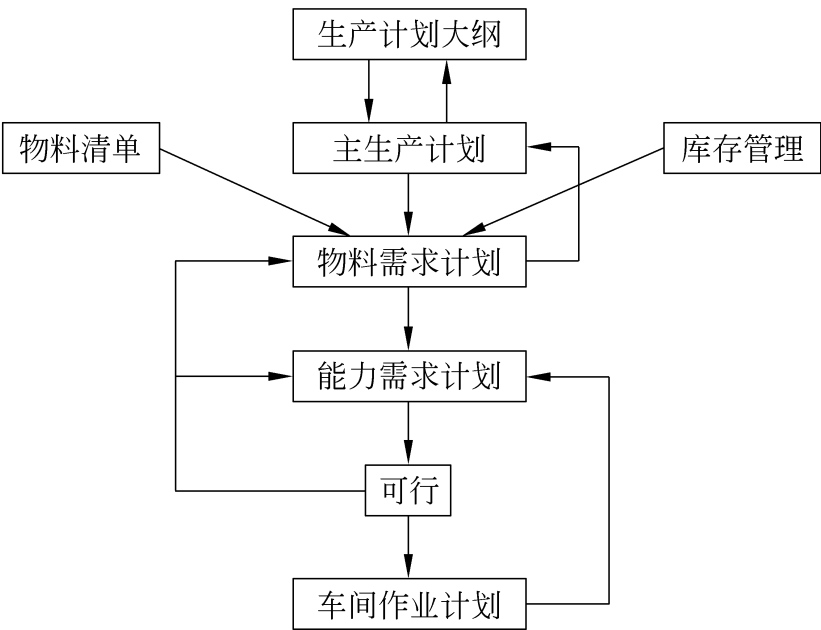 生产计划大纲
物料清单
主生产计划
库存管理
物料需求计划
能力需求计划
可行
车间作业计划